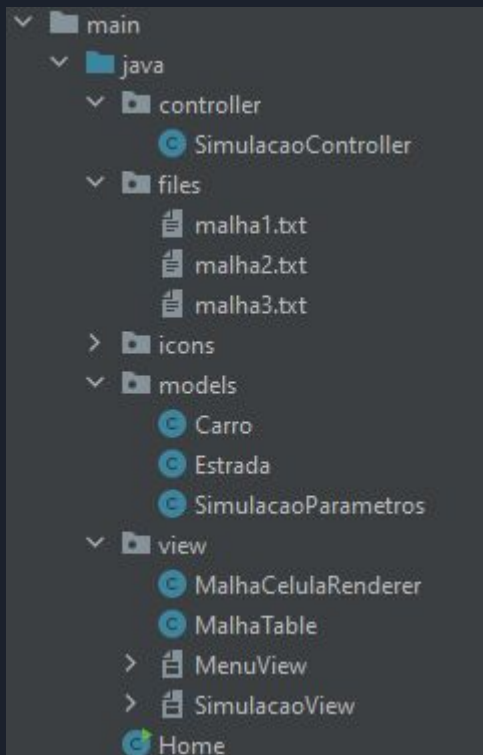 main
java
controller
SimulacaoController
files
malha1.txt
malha2.txt
malha3.txt
icons
models
Carro
Estrada
SimulacaoParametros
view
MalhaCelulaRenderer
MalhaTable
MenuView
SimulacaoView
Home